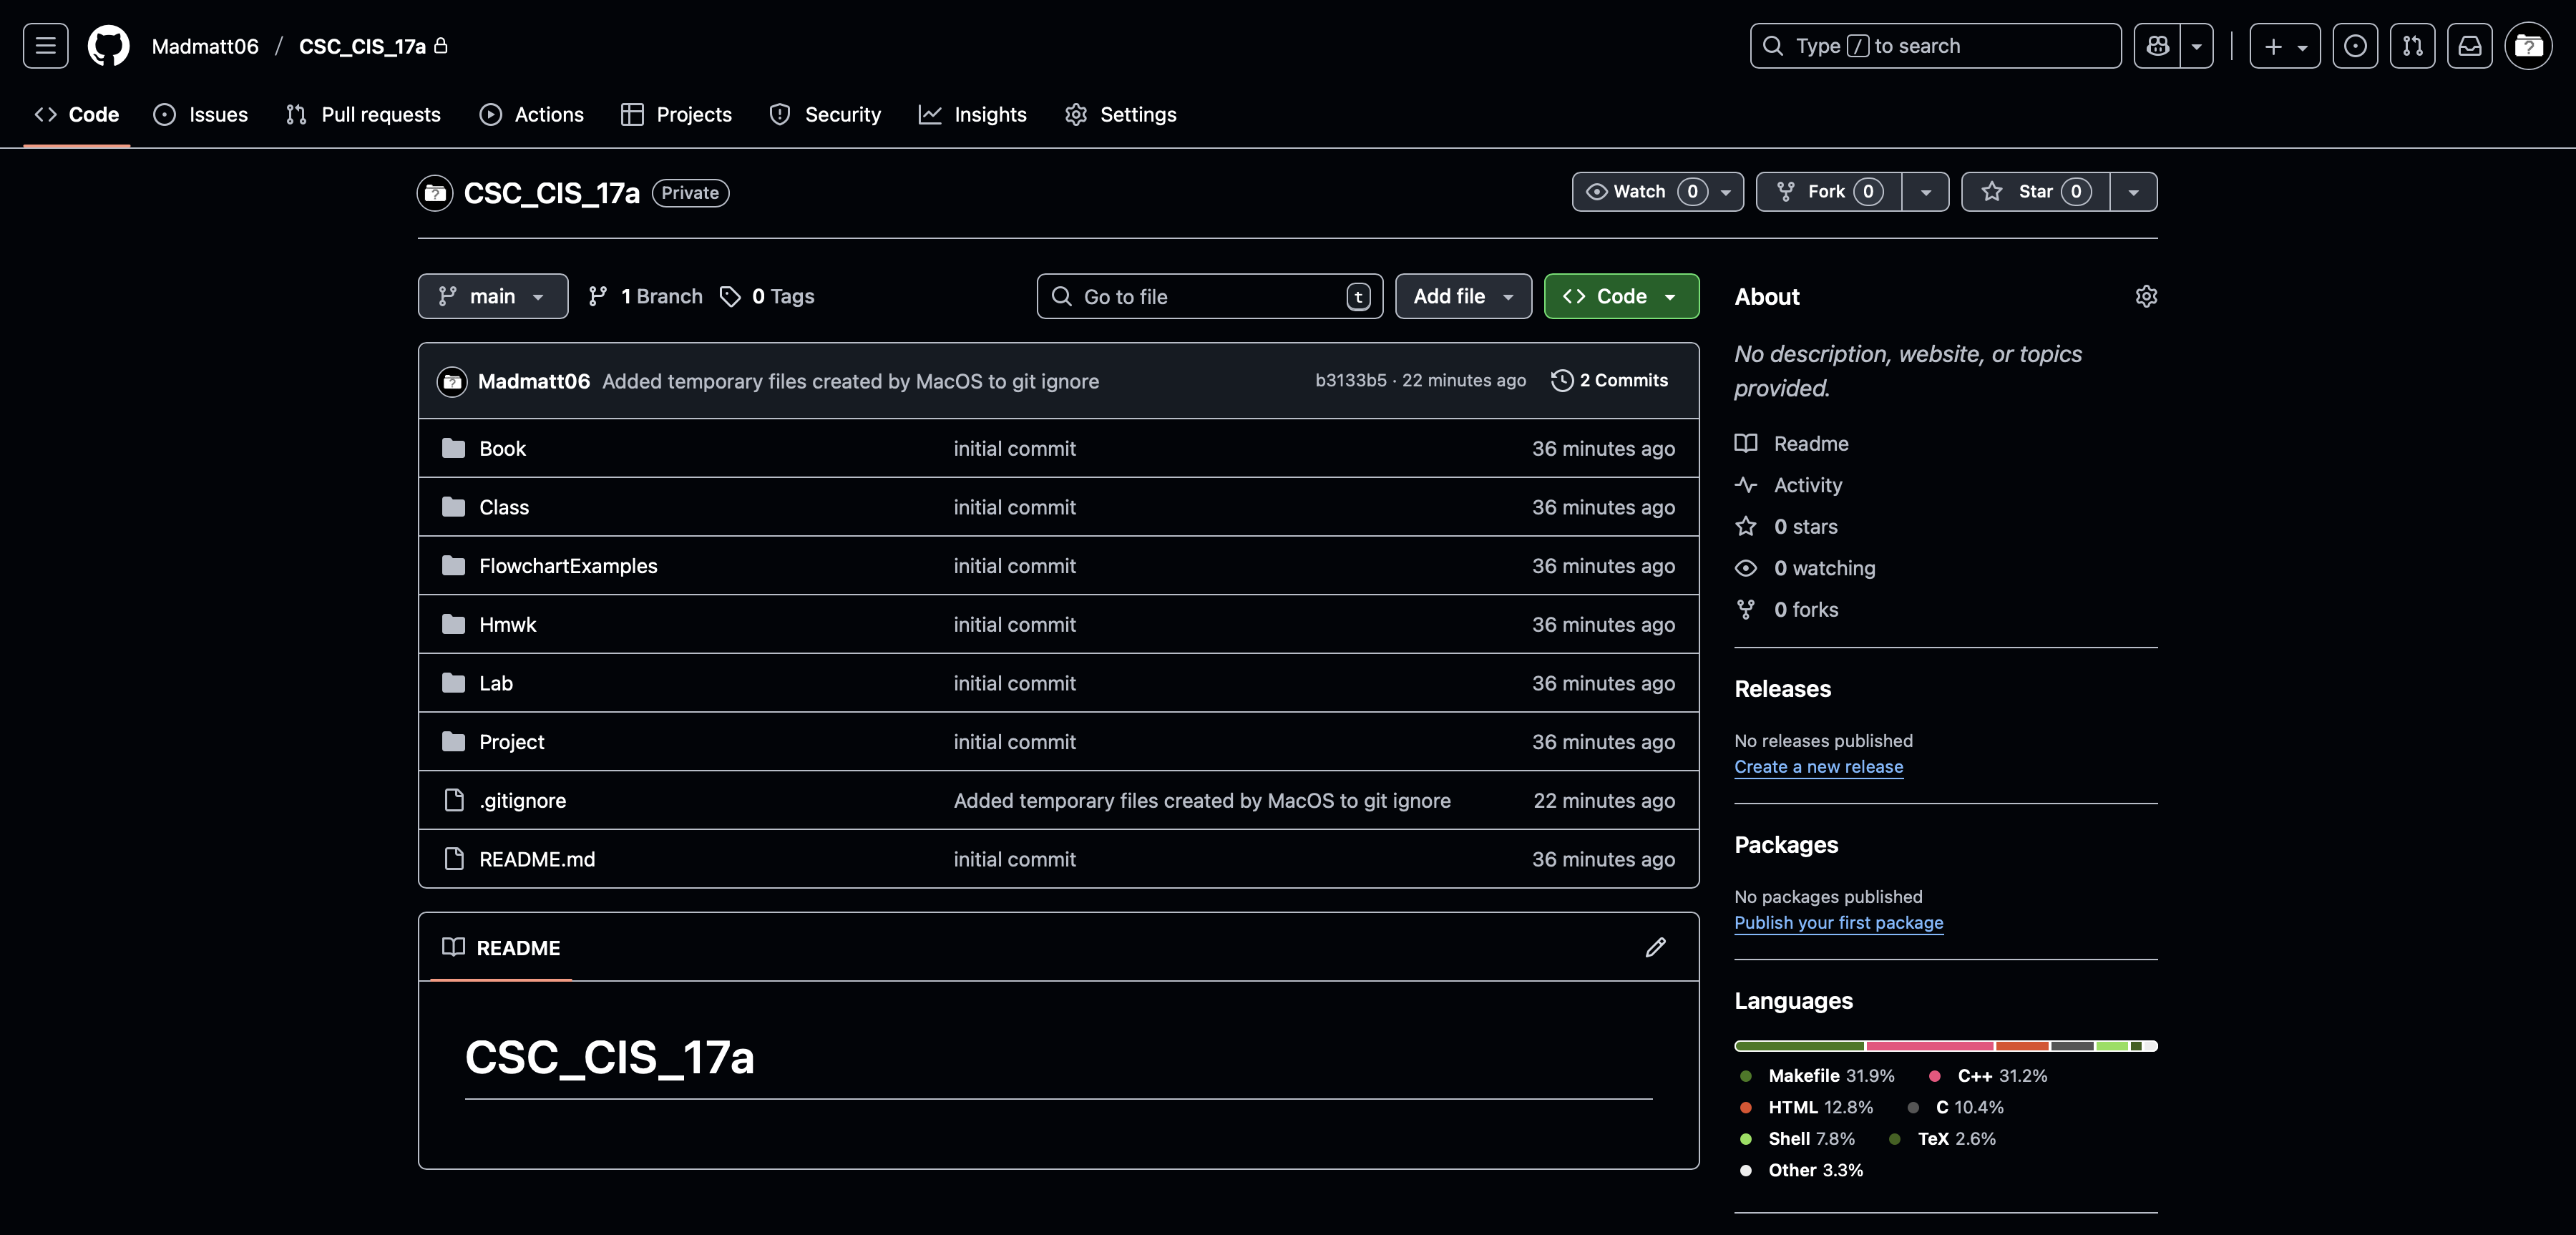 Madmatt06 / CSC_CIS_17a
Type / to search
Code Issues Pull requests Actions Projects Security Insights Settings
CSC_CIS_17a Private
Watch 0 Fork 0 Star 0
main 1 Branch 0 Tags Go to file t Add file Code
Madmatt06 Added temporary files created by MacOS to git ignore b3133b5 · 22 minutes ago 2 Commits
Book initial commit 36 minutes ago
Class initial commit 36 minutes ago
FlowchartExamples initial commit 36 minutes ago
Hmwk initial commit 36 minutes ago
Lab initial commit 36 minutes ago
Project initial commit 36 minutes ago
.gitignore Added temporary files created by MacOS to git ignore 22 minutes ago
README.md initial commit 36 minutes ago
README
CSC_CIS_17a
About
No description, website, or topics
provided.
Readme
Activity
0 stars
0 watching
0 forks
Releases
No releases published
Create a new release
Packages
No packages published
Publish your first package
Languages
Makefile 31.9% C++ 31.2%
HTML 12.8% C 10.4%
Shell 7.8% TeX 2.6%
Other 3.3%